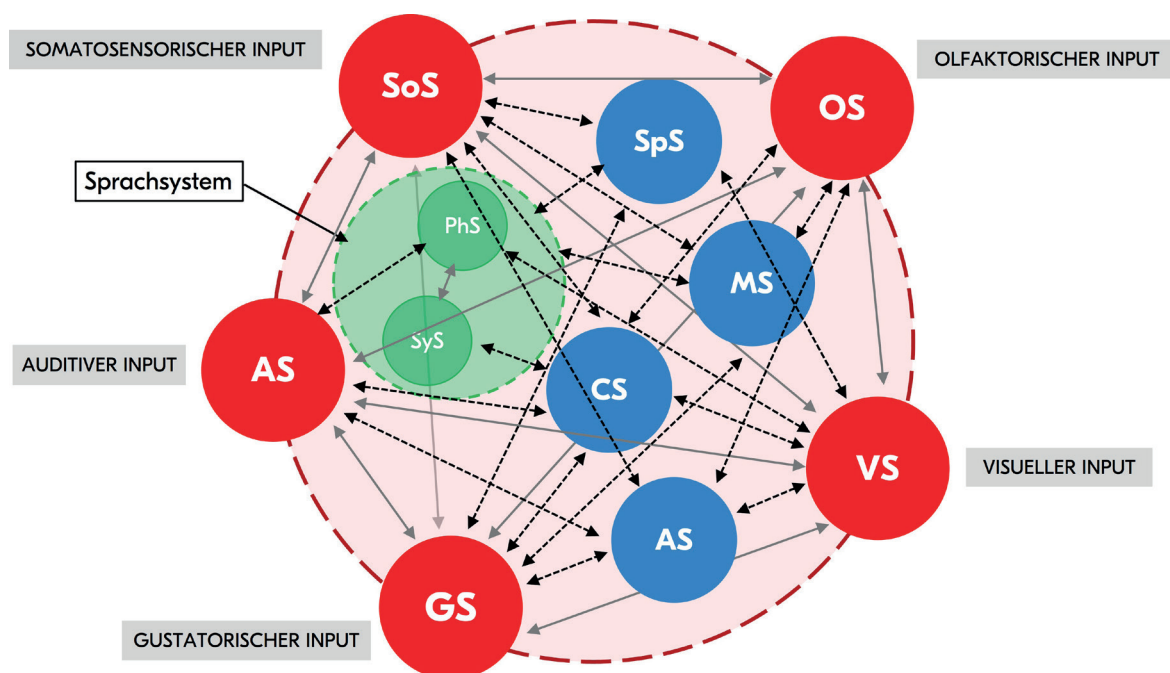 SOMATOSENSORISCHER INPUT
SoS
OLFAKTORISCHER INPUT
OS
SpS
Sprachsystem
PhS
MS
SyS
AUDITIVER INPUT
AS
CS
VS
VISUELLER INPUT
AS
GS
GUSTATORISCHER INPUT